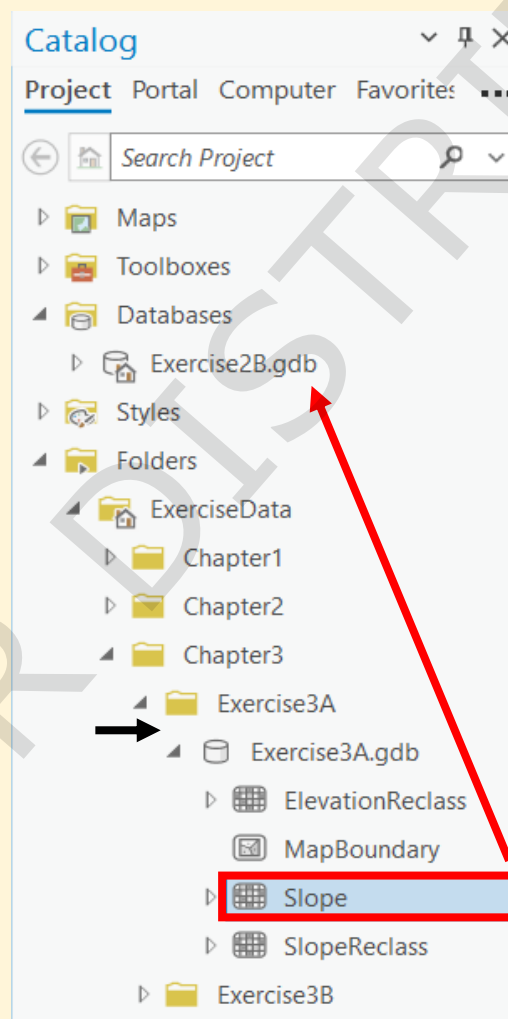 Catalog
Project Portal Computer Favorites
Search Project
Maps
Toolboxes
Databases
Exercise2B.gdb
Styles
Folders
ExerciseData
Chapter1
Chapter2
Chapter3
Exercise3A
Exercise3A.gdb
ElevationReclass
MapBoundary
Slope
SlopeReclass
Exercise3B